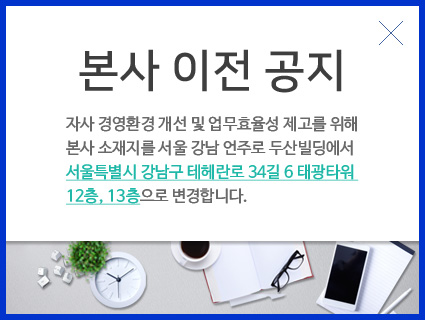 본사 이전 공지
자사 경영환경 개선 및 업무효율성 제고를 위해
본사 소재지를 서울 강남 언주로 두산빌딩에서
서울특별시 강남구 테헤란로 34길 6 태광타워
12층, 13층으로 변경합니다.